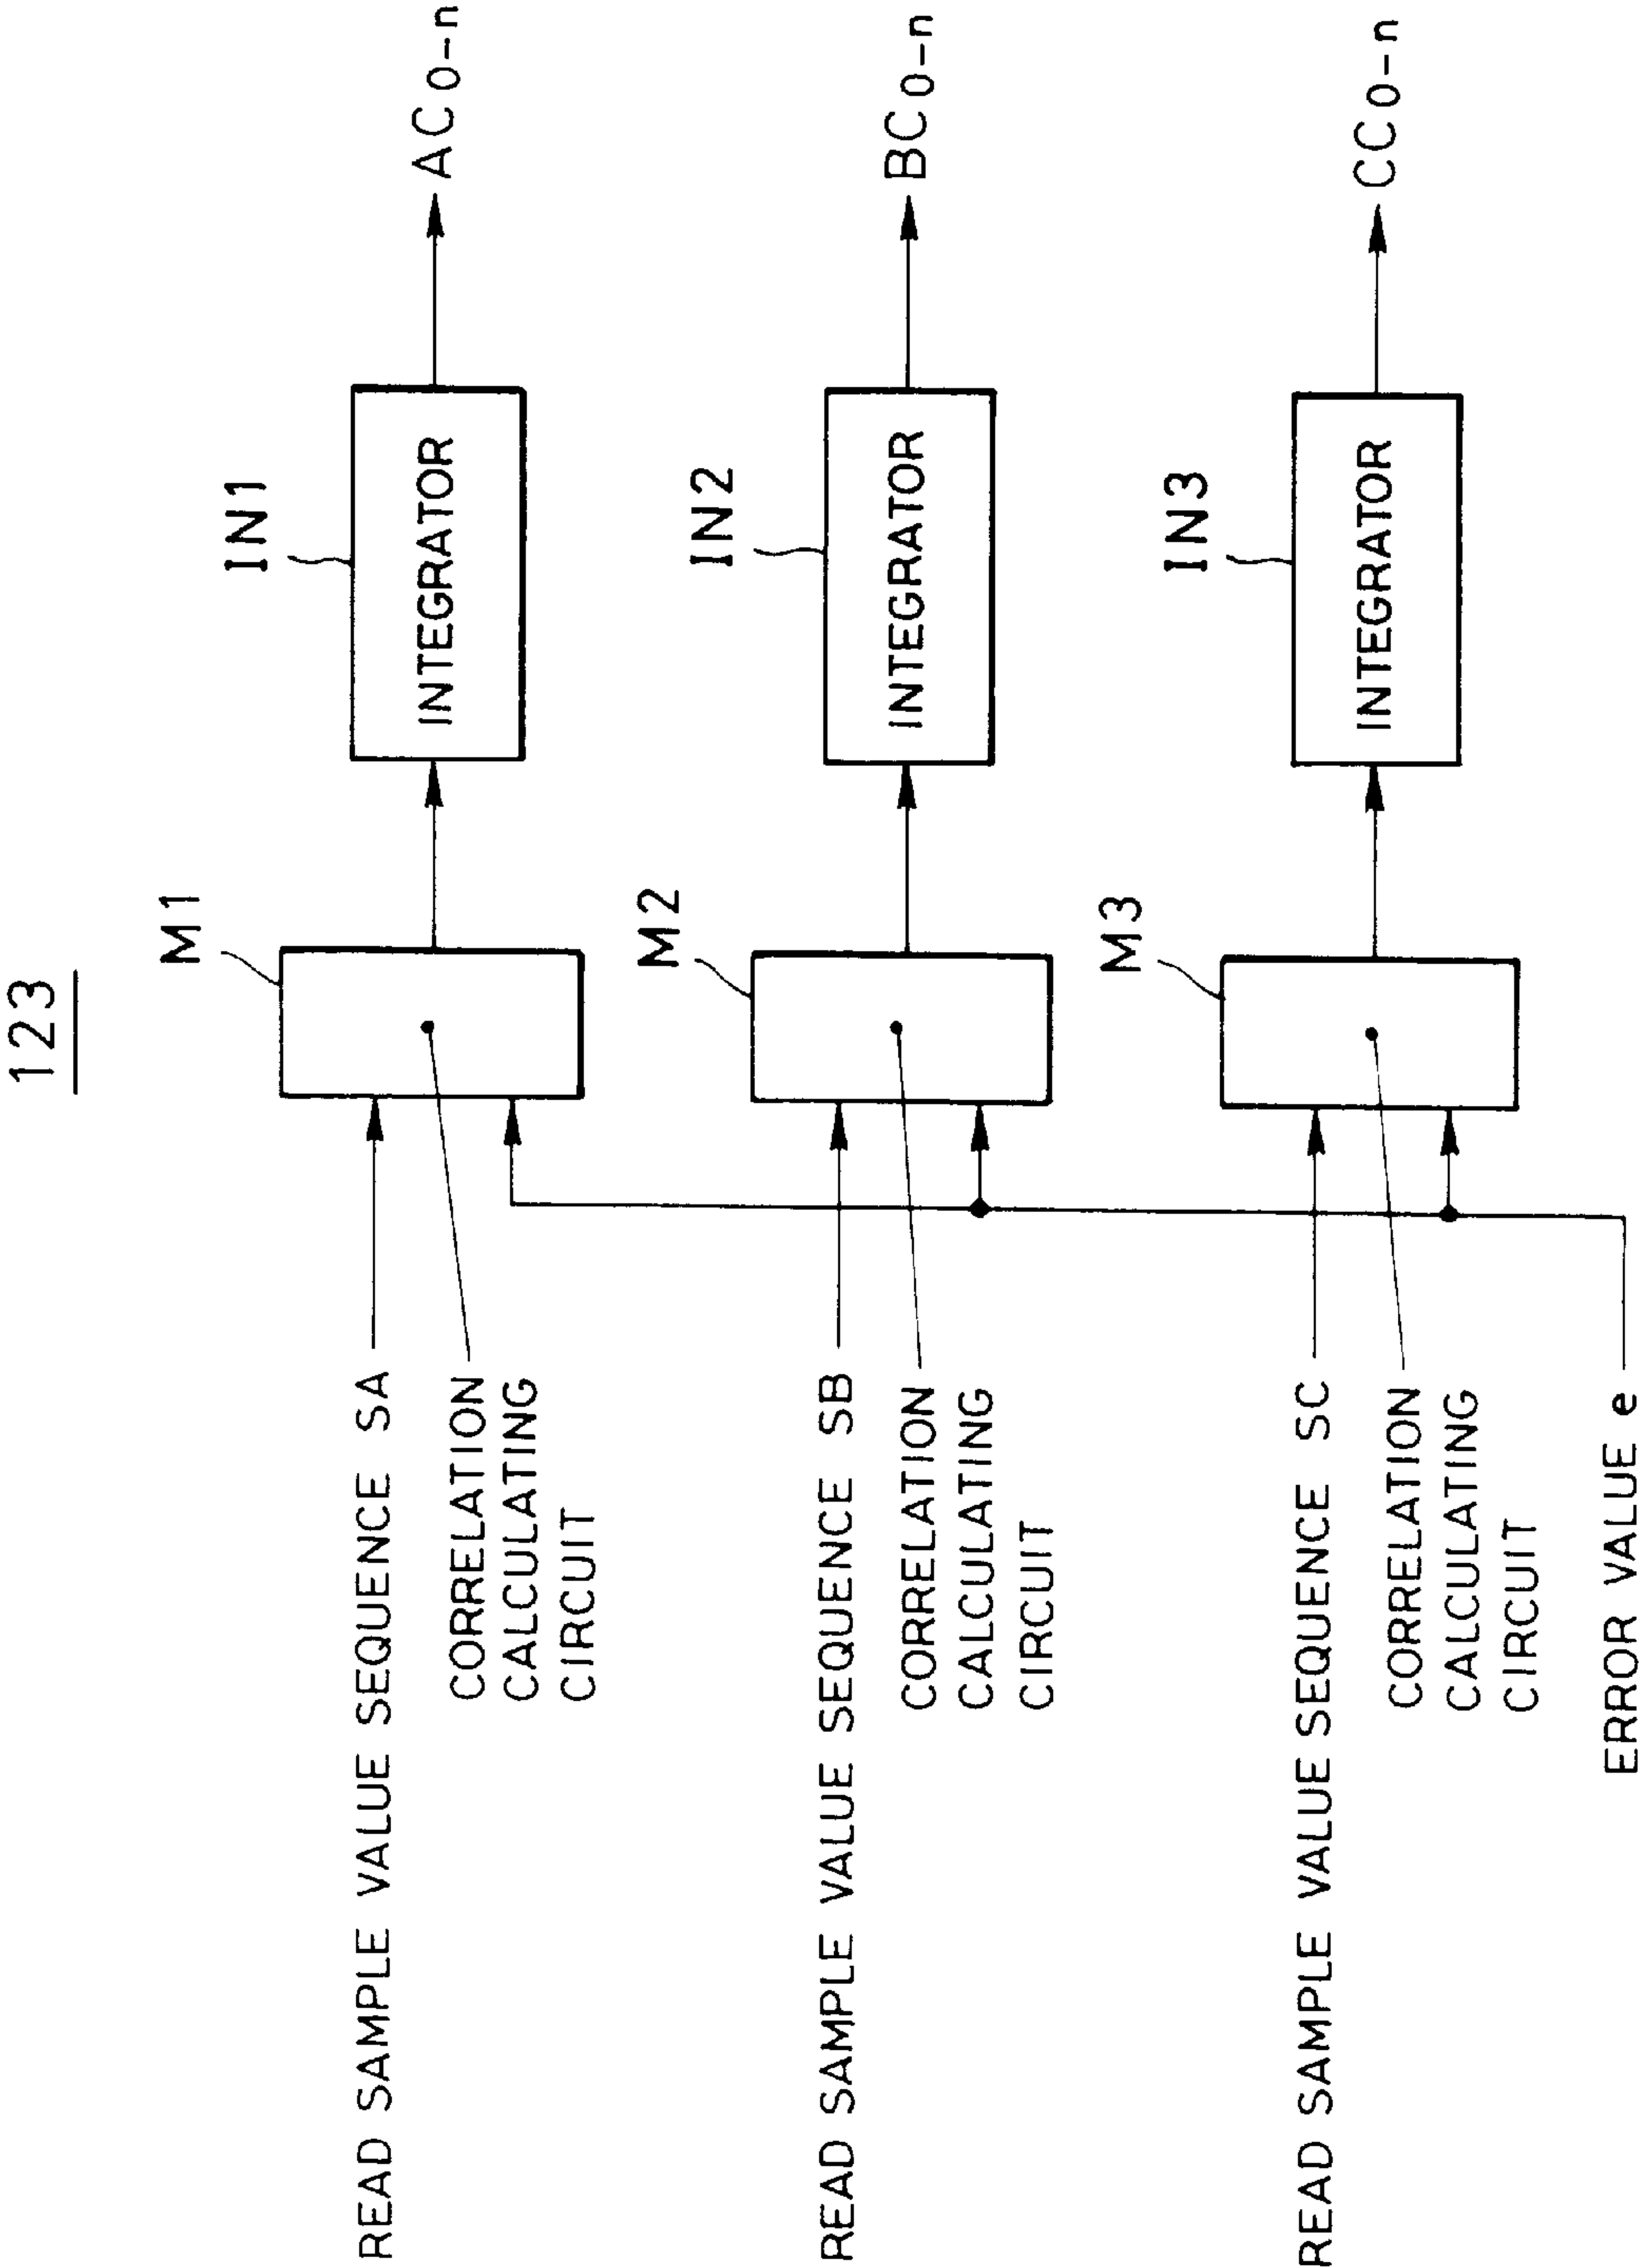 123
READ SAMPLE VALUE SEQUENCE SA
CORRELATION
CALCULATING
CIRCUIT
M1
IN1
INTEGRATOR
AC0-n
READ SAMPLE VALUE SEQUENCE SB
CORRELATION
CALCULATING
CIRCUIT
M2
IN2
INTEGRATOR
BC0-n
READ SAMPLE VALUE SEQUENCE SC
CORRELATION
CALCULATING
CIRCUIT
M3
IN3
INTEGRATOR
CC0-n
ERROR VALUE e